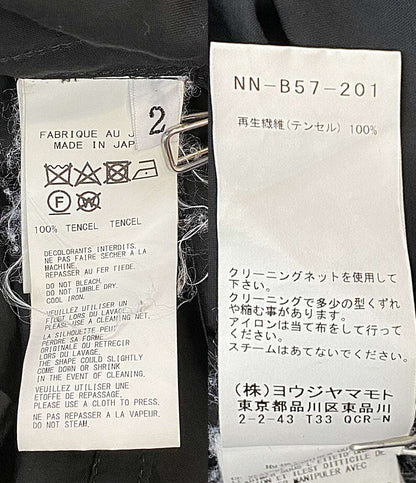 2
FABRIQUE AU J
MADE IN JAP
100% TENCEL TENCEL
DECOLORANTS INTERDITS.
NE PAS FAIRE SECHER A LA
MACHINE.
REPASSER AU FER TIEDE.
DO NOT BLEACH.
DO NOT TUMBLE DRY.
COOL IRON.
VEUILLEZ UTILISER UN
FILET LORS DU LAVAGE.
PLEASE USE A CLEANING NET.
LA SILHOUETTE PEUT
PERDRE SA FORME
ORIGINALE OU RETRECIR
LORS DU LAVAGE.
THE SHAPE COULD SLIGHTLY
COME DOWN OR SHRINK
IN THE EVENT OF CLEANING.
VEUILLEZ UTILISER UNE
ETOFFE DE REPASSAGE.
PLEASE USE A CLOTH TO PRESS.
NE PAS REPASSER A LA VAPEUR.
DO NOT STEAM.
NN-B57-201
再生繊維(テンセル) 100%
クリーニングネットを使用して
下さい。
クリーニングで多少の型くずれ
や縮む事があります。
アイロンは当て布をして行って
ください。
スチームはあてないでください。
(株)ヨウジヤマモト
東京都品川区東品川
2-2-43 T33 QCR-N
ET ILEST DIFFICILE DE
MANIPULER AVEC